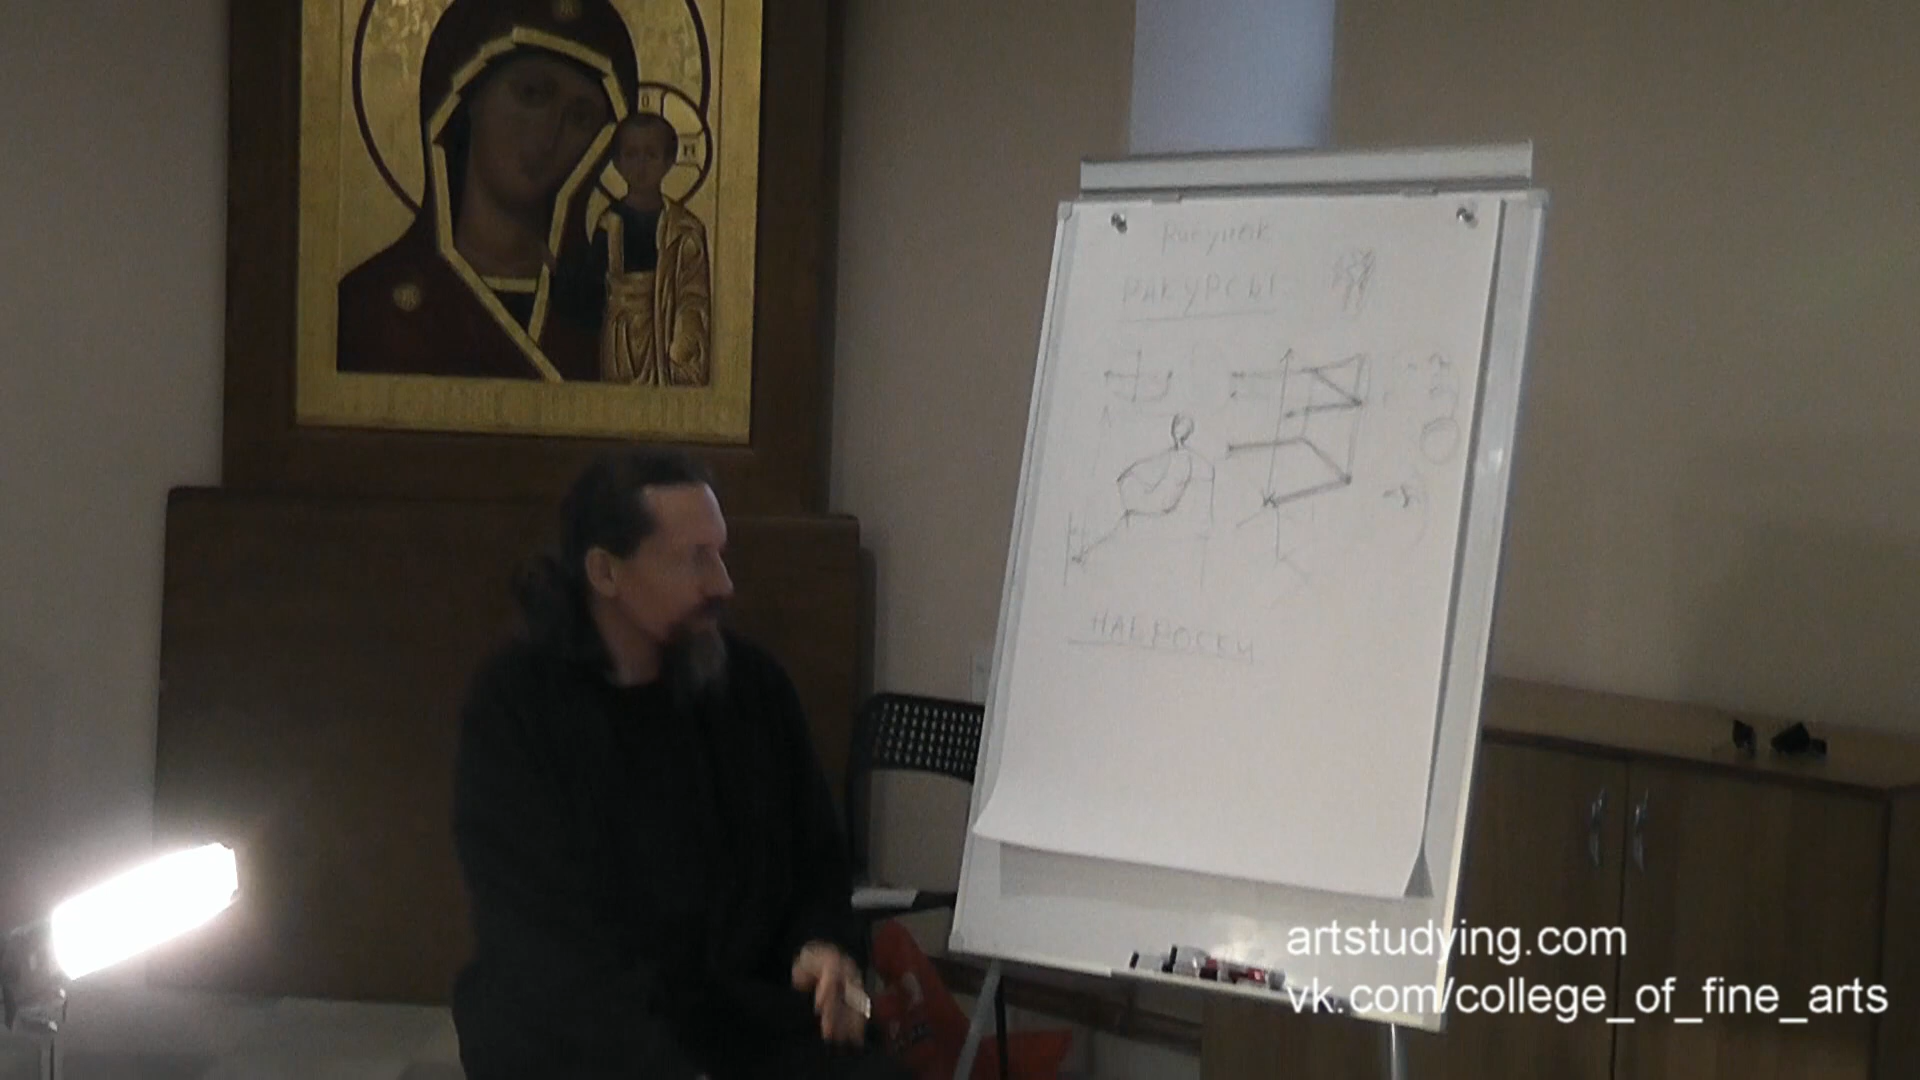 Рисунок
РАКУРСЫ
НАБРОСКИ
artstudying.com
vk.com/college_of_fine_arts